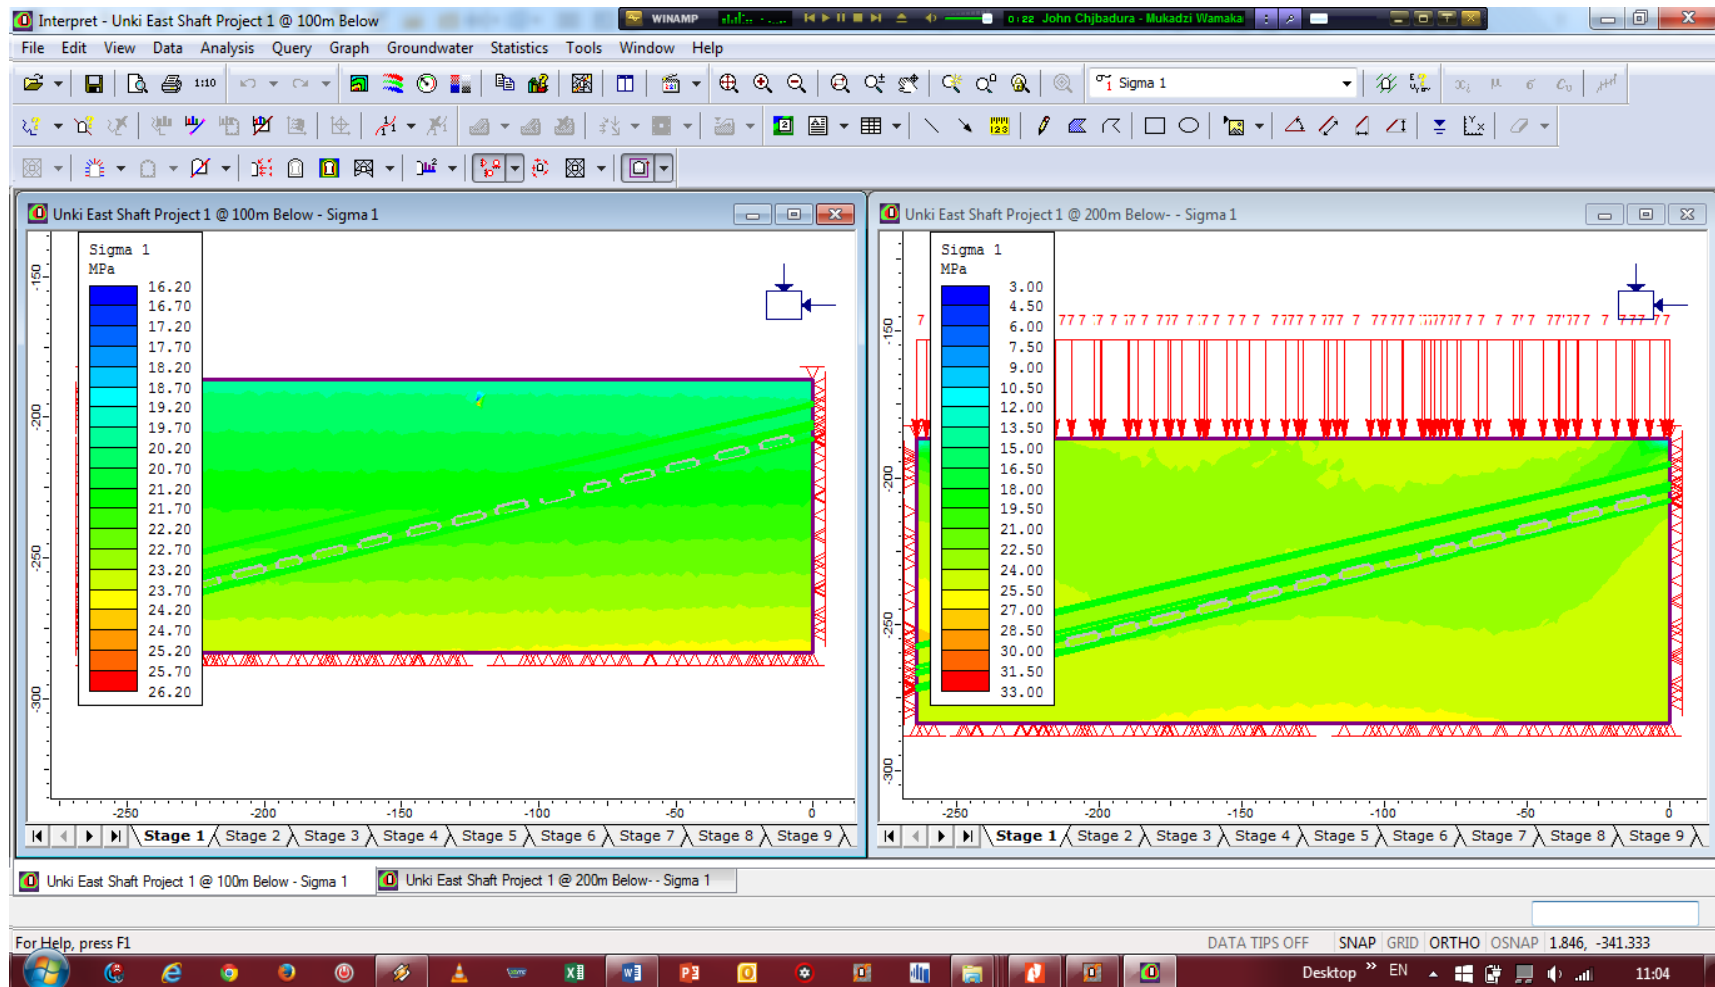 Interpret - Unki East Shaft Project 1 @ 100m Below
WINAMP
0:22 John Chjbadura - Mukadzi Wamaka
File Edit View Data Analysis Query Graph Groundwater Statistics Tools Window Help
1:10
σ1 Sigma 1
Unki East Shaft Project 1 @ 100m Below - Sigma 1
Sigma 1
MPa
16.20
16.70
17.20
17.70
18.20
18.70
19.20
19.70
20.20
20.70
21.20
21.70
22.20
22.70
23.20
23.70
24.20
24.70
25.20
25.70
26.20
-150
-200
-250
-300
-250 -200 -150 -100 -50 0
Stage 1 Stage 2 Stage 3 Stage 4 Stage 5 Stage 6 Stage 7 Stage 8 Stage 9
Unki East Shaft Project 1 @ 200m Below- - Sigma 1
Sigma 1
MPa
3.00
4.50
6.00
7.50
9.00
10.50
12.00
13.50
15.00
16.50
18.00
19.50
21.00
22.50
24.00
25.50
27.00
28.50
30.00
31.50
33.00
-150
-200
-250
-300
-250 -200 -150 -100 -50 0
Stage 1 Stage 2 Stage 3 Stage 4 Stage 5 Stage 6 Stage 7 Stage 8 Stage 9
Unki East Shaft Project 1 @ 100m Below - Sigma 1
Unki East Shaft Project 1 @ 200m Below- - Sigma 1
For Help, press F1
DATA TIPS OFF SNAP GRID ORTHO OSNAP 1.846, -341.333
Desktop » EN 11:04